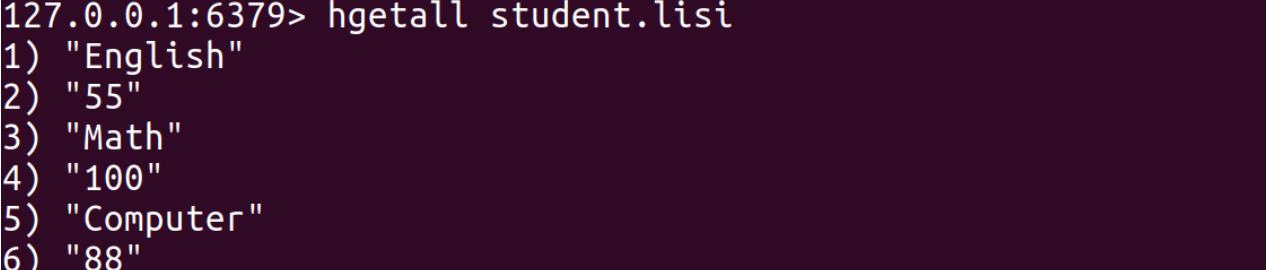 127.0.0.1:6379> hgetall student.lisi
1) "English"
2) "55"
3) "Math"
4) "100"
5) "Computer"
6) "88"